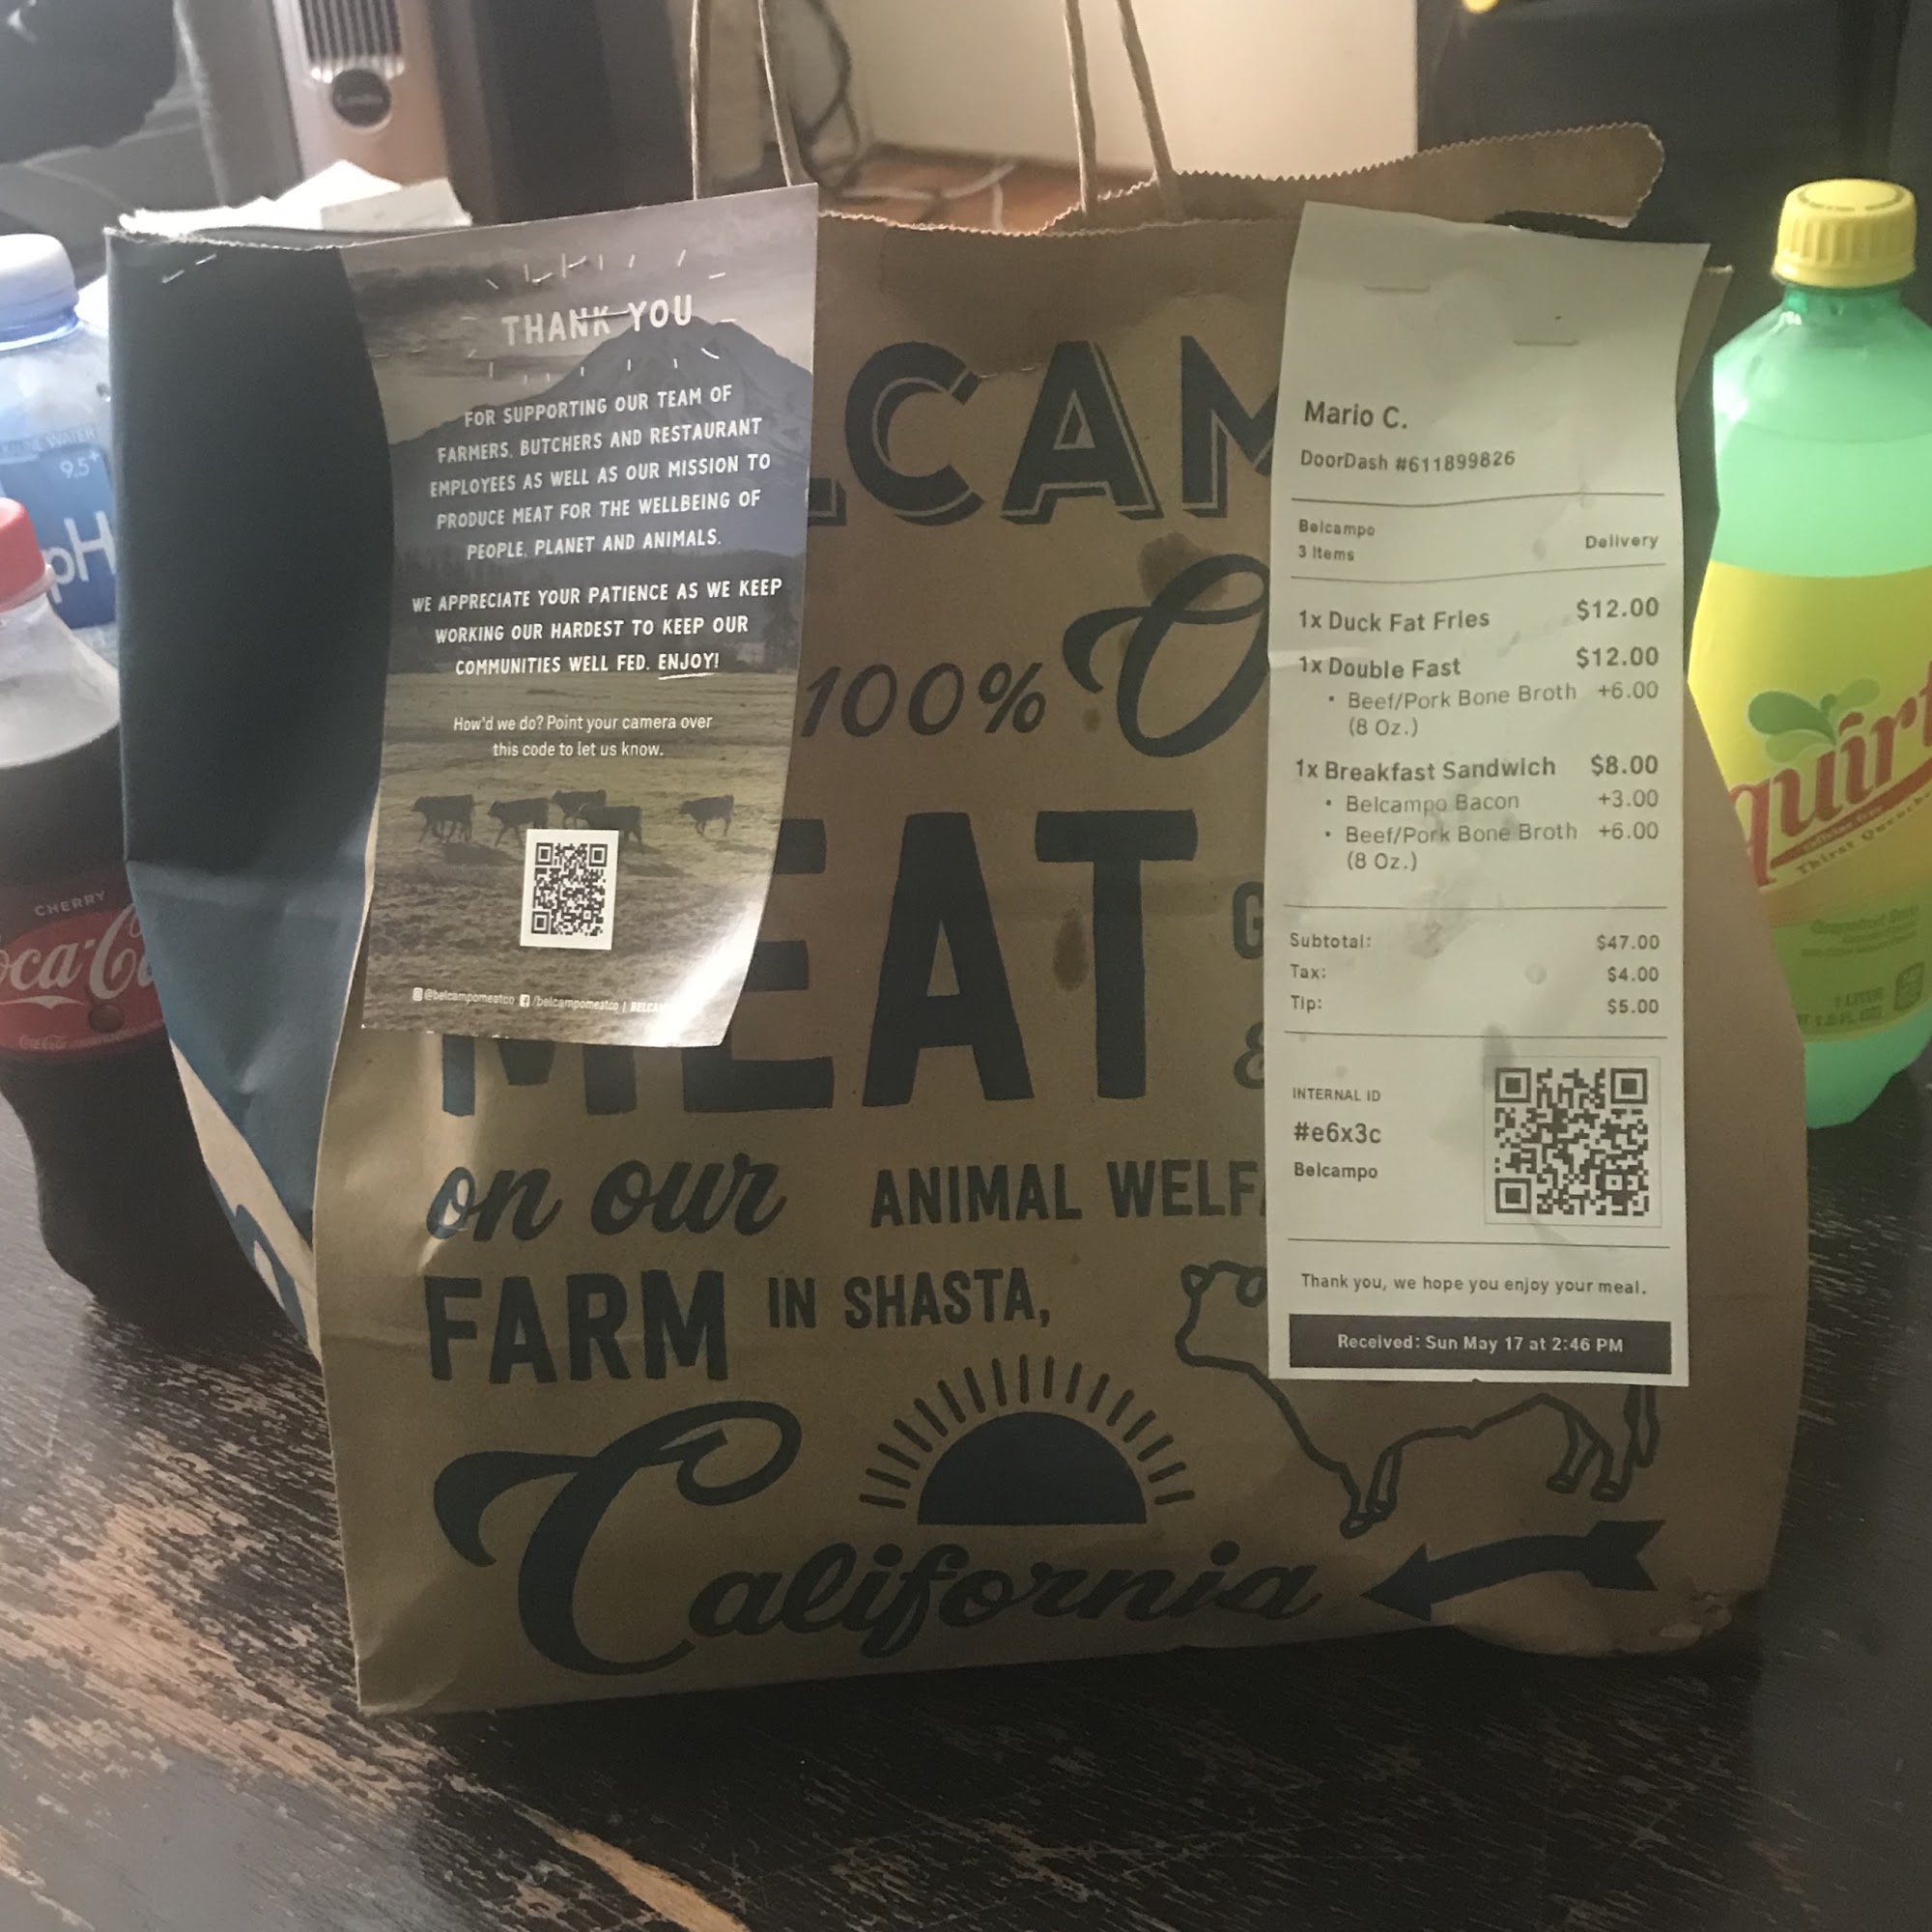 THANK YOU
FOR SUPPORTING OUR TEAM OF
FARMERS, BUTCHERS AND RESTAURANT
EMPLOYEES AS WELL AS OUR MISSION TO
PRODUCE MEAT FOR THE WELLBEING OF
PEOPLE, PLANET AND ANIMALS.
WE APPRECIATE YOUR PATIENCE AS WE KEEP
WORKING OUR HARDEST TO KEEP OUR
COMMUNITIES WELL FED. ENJOY!
How'd we do? Point your camera over
this code to let us know.
@belcampomeatco /belcampomeatco | BELCA
LCAM
100% O
MEAT G
&
on our ANIMAL WELFA
FARM IN SHASTA,
California
Mario C.
DoorDash #611899826
Belcampo
3 Items Delivery
1x Duck Fat Fries $12.00
1x Double Fast $12.00
• Beef/Pork Bone Broth +6.00
(8 Oz.)
1x Breakfast Sandwich $8.00
• Belcampo Bacon +3.00
• Beef/Pork Bone Broth +6.00
(8 Oz.)
Subtotal: $47.00
Tax: $4.00
Tip: $5.00
INTERNAL ID
#e6x3c
Belcampo
Thank you, we hope you enjoy your meal.
Received: Sun May 17 at 2:46 PM
WATER
9.5+
pH
CHERRY
oca-Co
quirt
Thirst Quencher